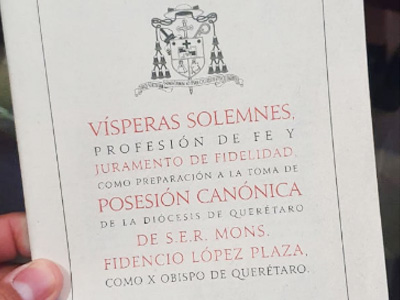 VÍSPERAS SOLEMNES,
PROFESIÓN DE FE Y
JURAMENTO DE FIDELIDAD,
COMO PREPARACIÓN A LA TOMA DE
POSESIÓN CANÓNICA
DE LA DIÓCESIS DE QUERÉTARO
DE S.E.R. MONS.
FIDENCIO LÓPEZ PLAZA,
COMO X OBISPO DE QUERÉTARO.